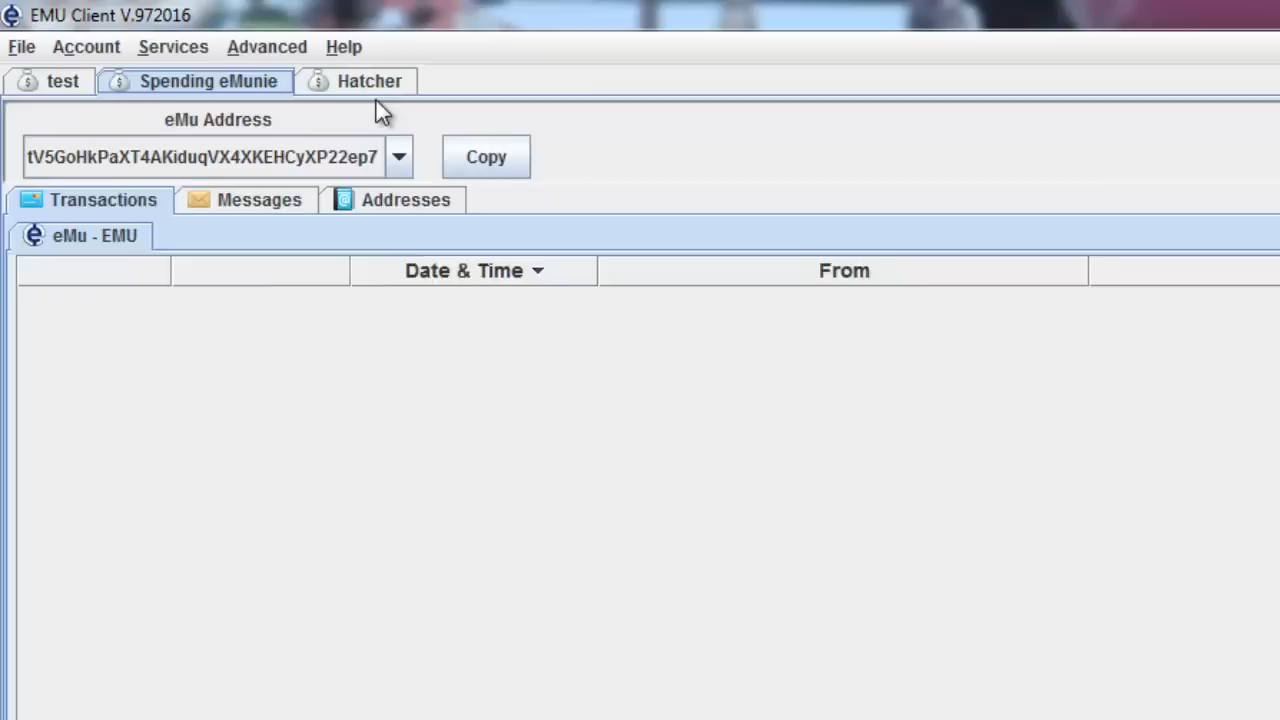 EMU Client V.972016
File Account Services Advanced Help
test Spending eMunie Hatcher
eMu Address
tV5GoHkPaXT4AKiduqVX4XKEHCyXP22ep7 Copy
Transactions Messages Addresses
eMu - EMU
Date & Time From